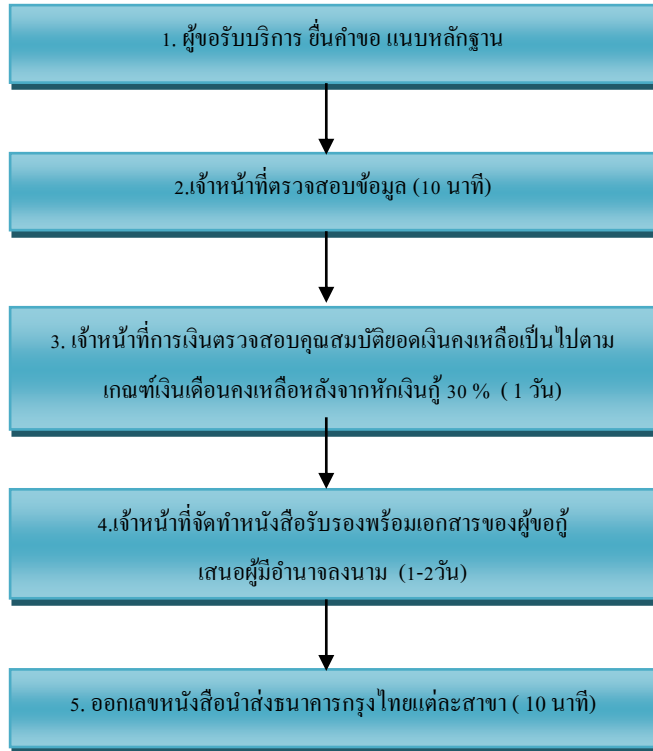 1. ผู้ขอรับบริการ ยื่นคำขอ แนบหลักฐาน
2.เจ้าหน้าที่ตรวจสอบข้อมูล (10 นาที)
3. เจ้าหน้าที่การเงินตรวจสอบคุณสมบัติยอดเงินคงเหลือเป็นไปตาม
เกณฑ์เงินเดือนคงเหลือหลังจากหักเงินกู้ 30 % ( 1 วัน)
4.เจ้าหน้าที่จัดทำหนังสือรับรองพร้อมเอกสารของผู้ขอกู้
เสนอผู้มีอำนาจลงนาม (1-2วัน)
5. ออกเลขหนังสือนำส่งธนาคารกรุงไทยแต่ละสาขา ( 10 นาที)